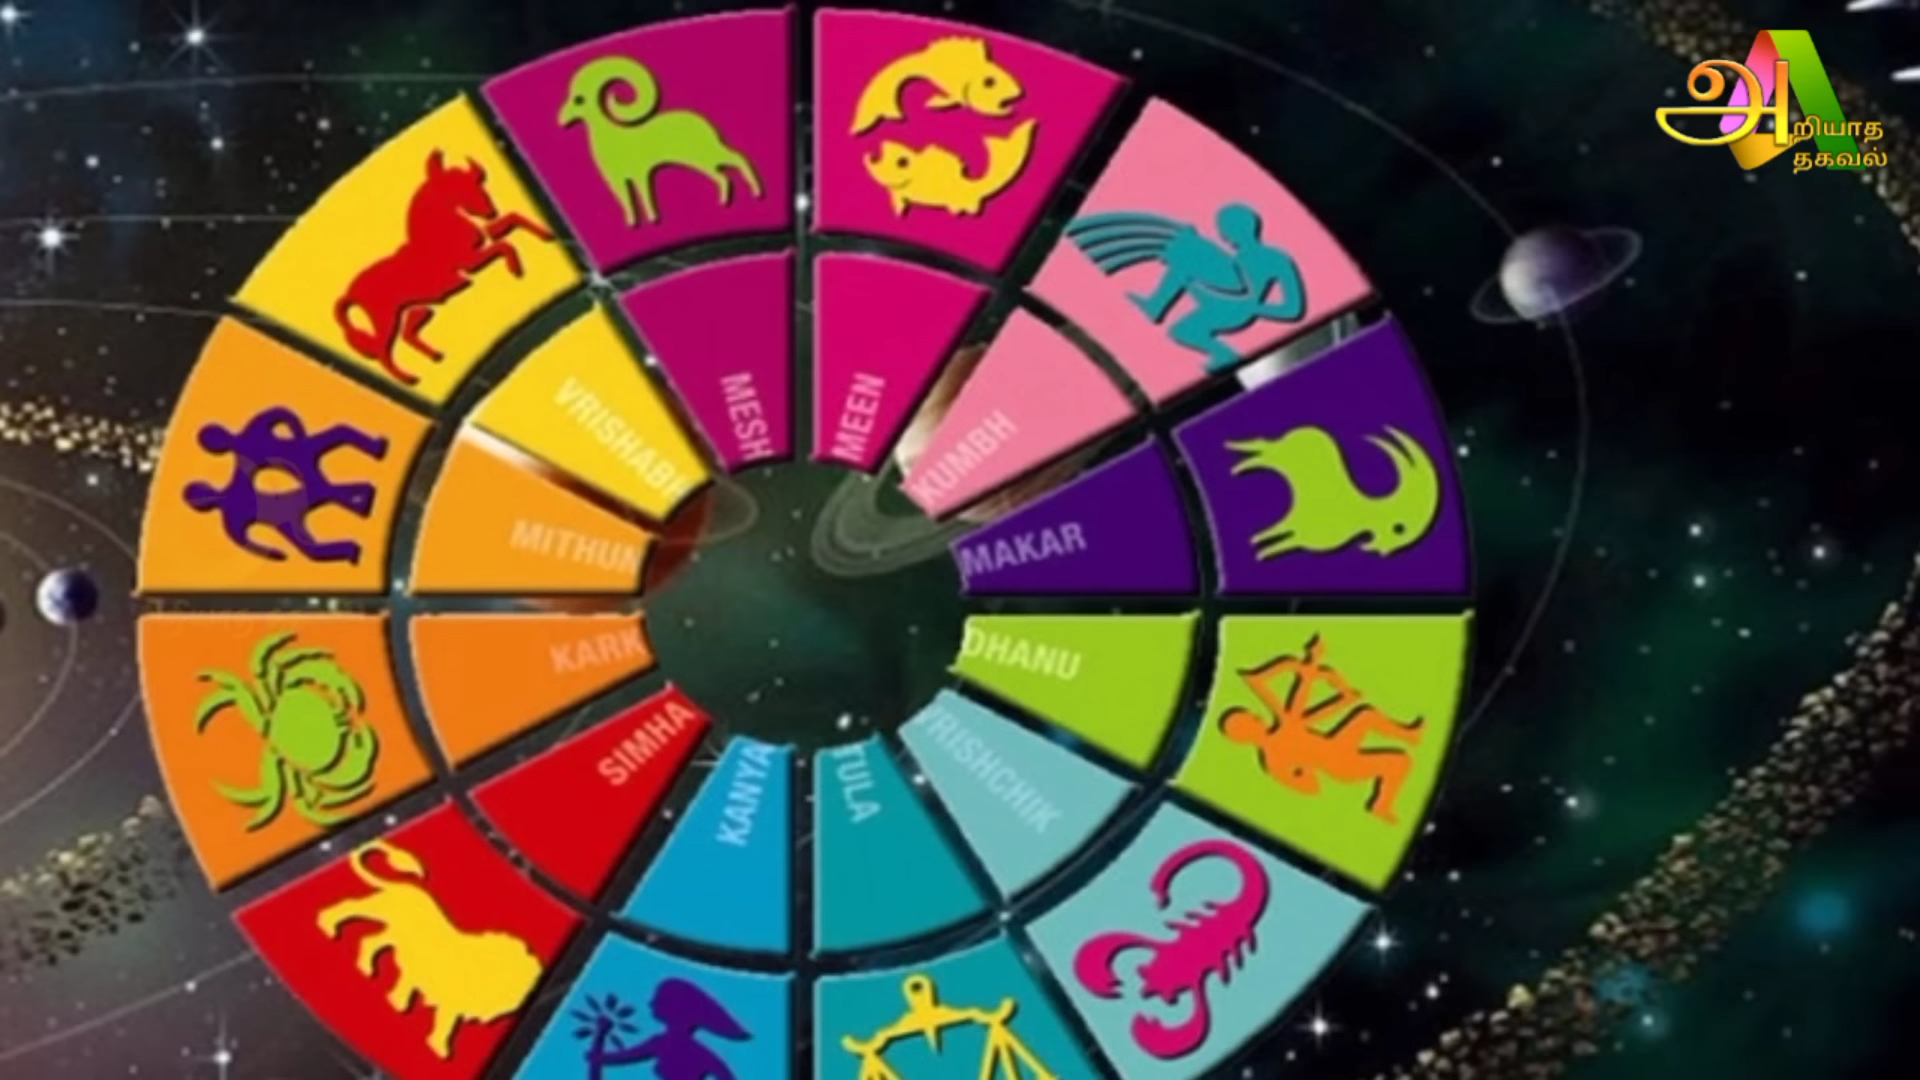 அறியாத
தகவல்
MESH
MEEN
VRISHABH
KUMBH
MITHUN
MAKAR
KARK
DHANU
SIMHA
VRISHCHIK
KANYA
TULA